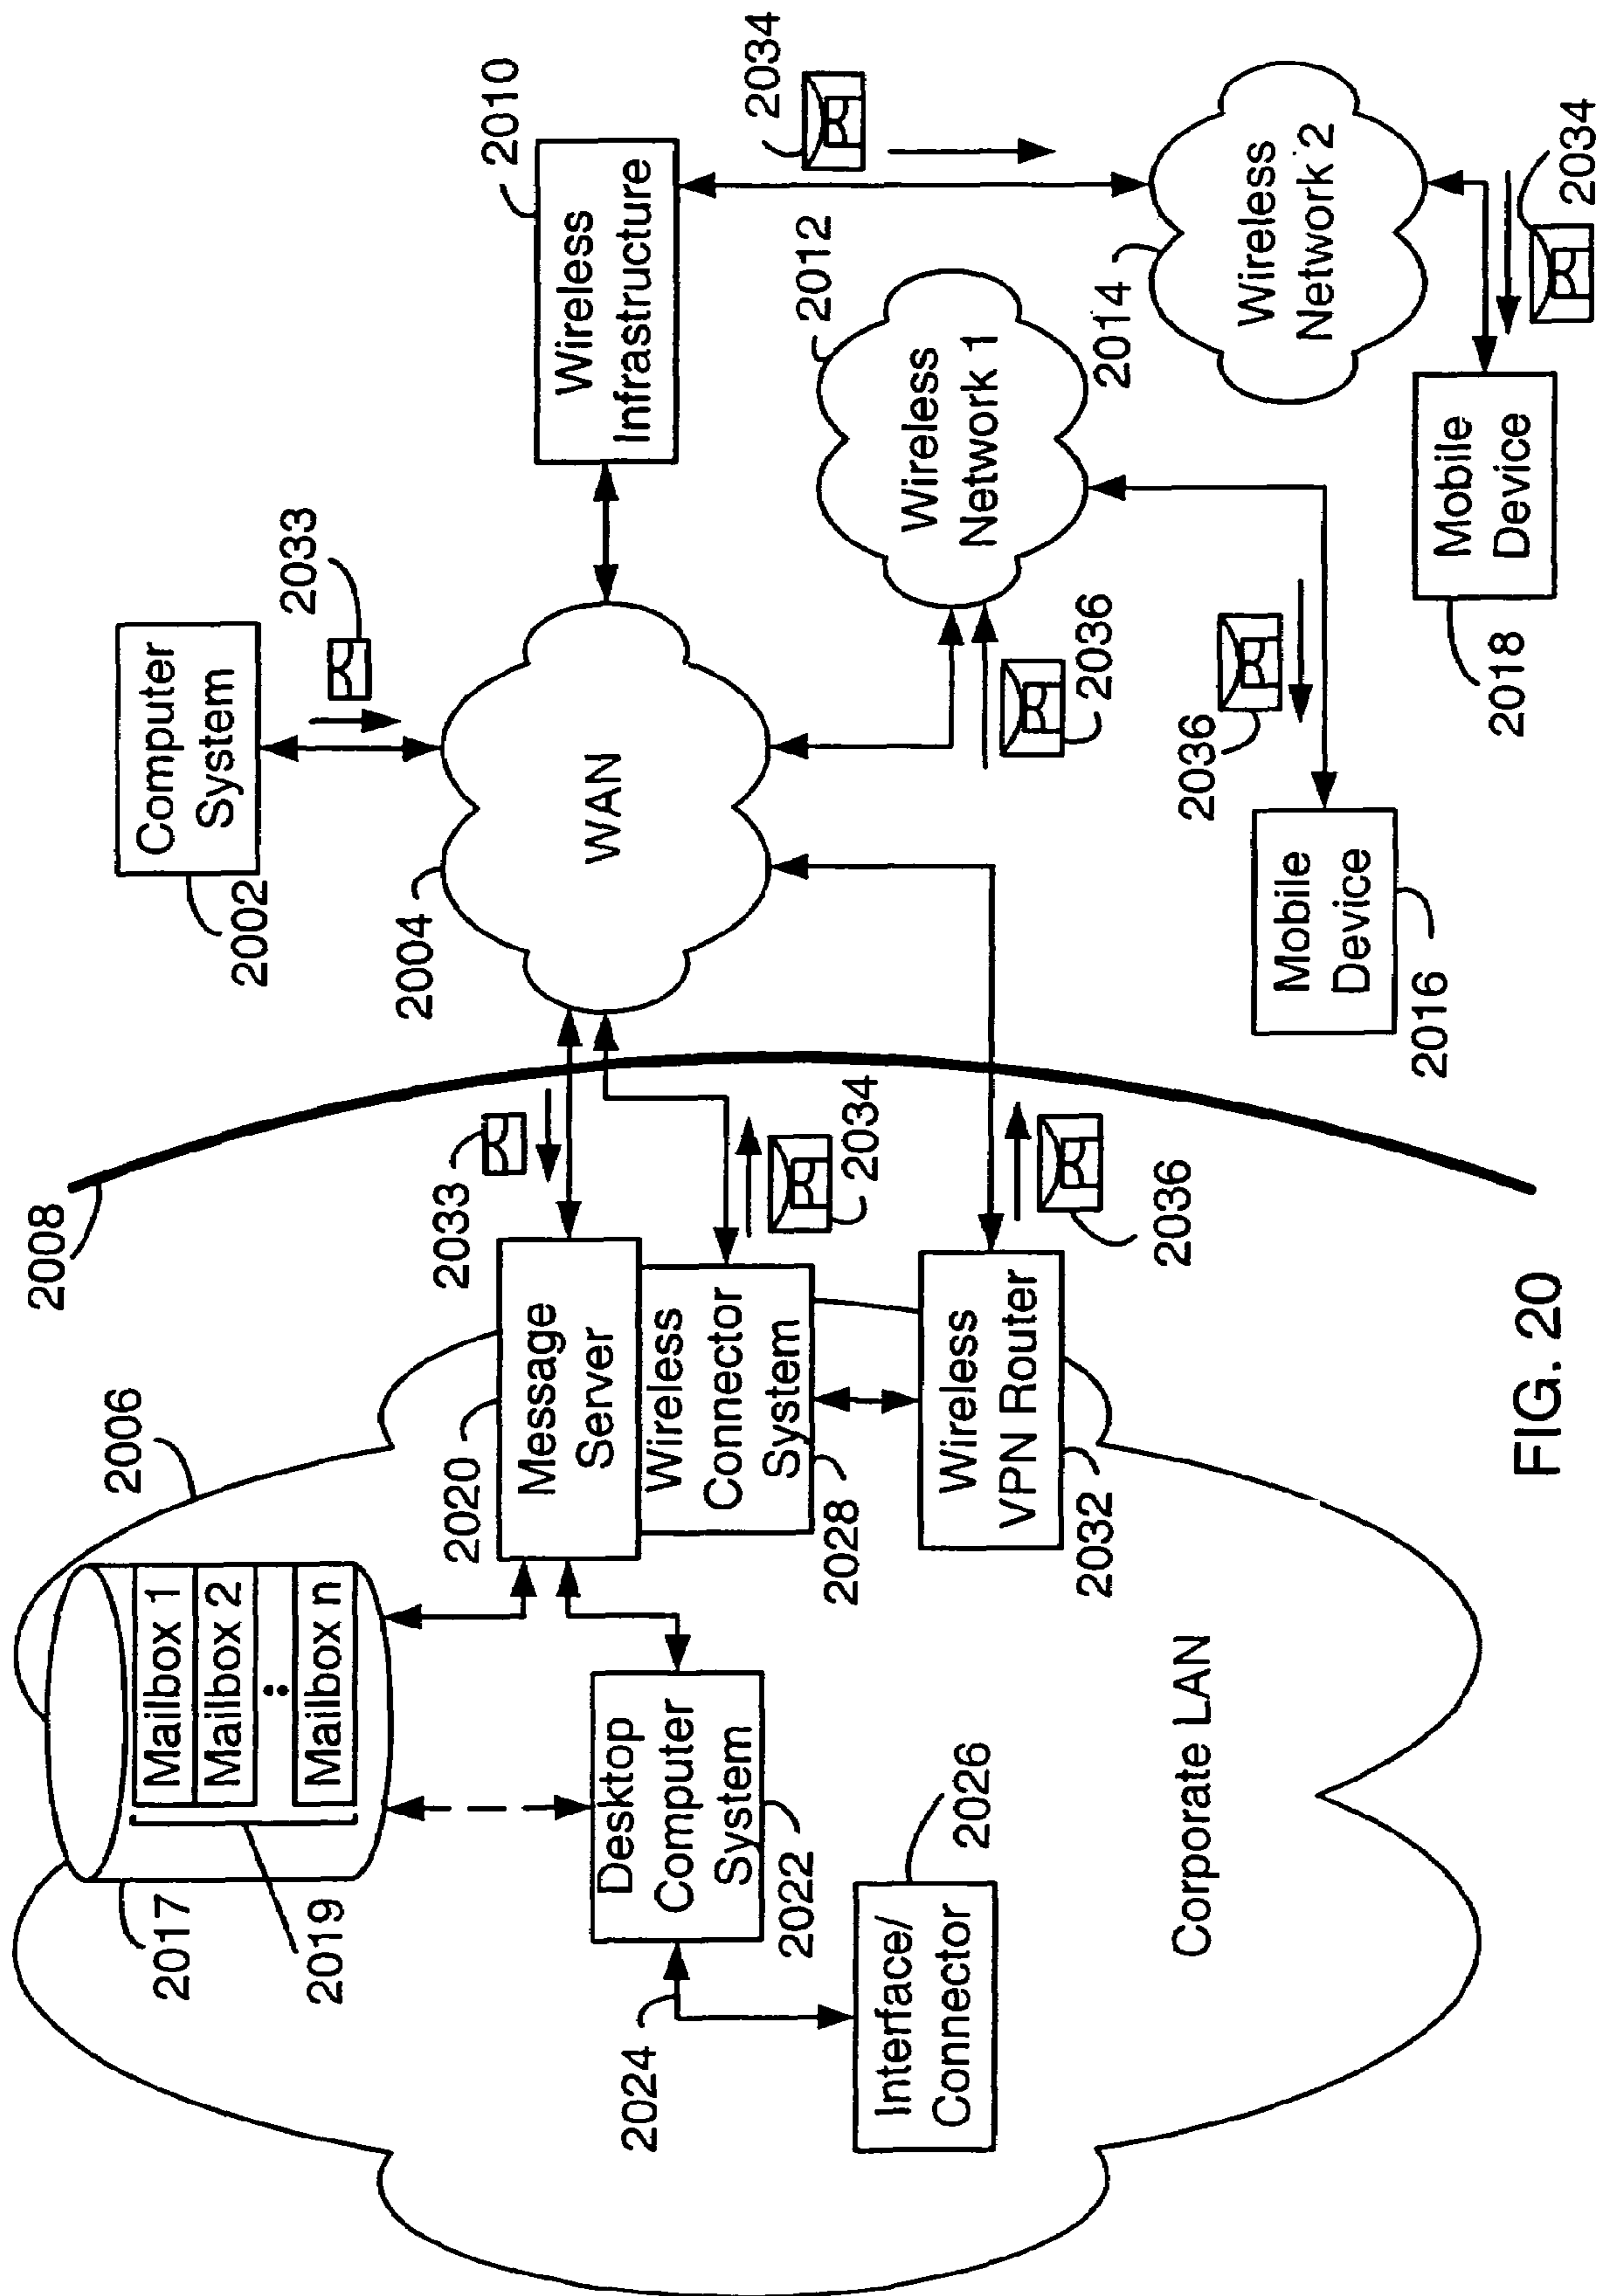 2010
2034
Wireless
Infrastructure
Computer
System
2033
2002
2004
WAN
2012
Wireless
Network 1
2014
Wireless
Network 2
2034
2036
2036
Mobile
Device
2018
Mobile
Device
2016
2008
2033
2034
2036
2006
2020
Message
Server
Wireless
Connector
System
2028
Wireless
VPN Router
2032
Mailbox 1
Mailbox 2
Mailbox n
2017
2019
Desktop
Computer
System
2022
2024
2026
Interface/
Connector
Corporate LAN
FIG. 20